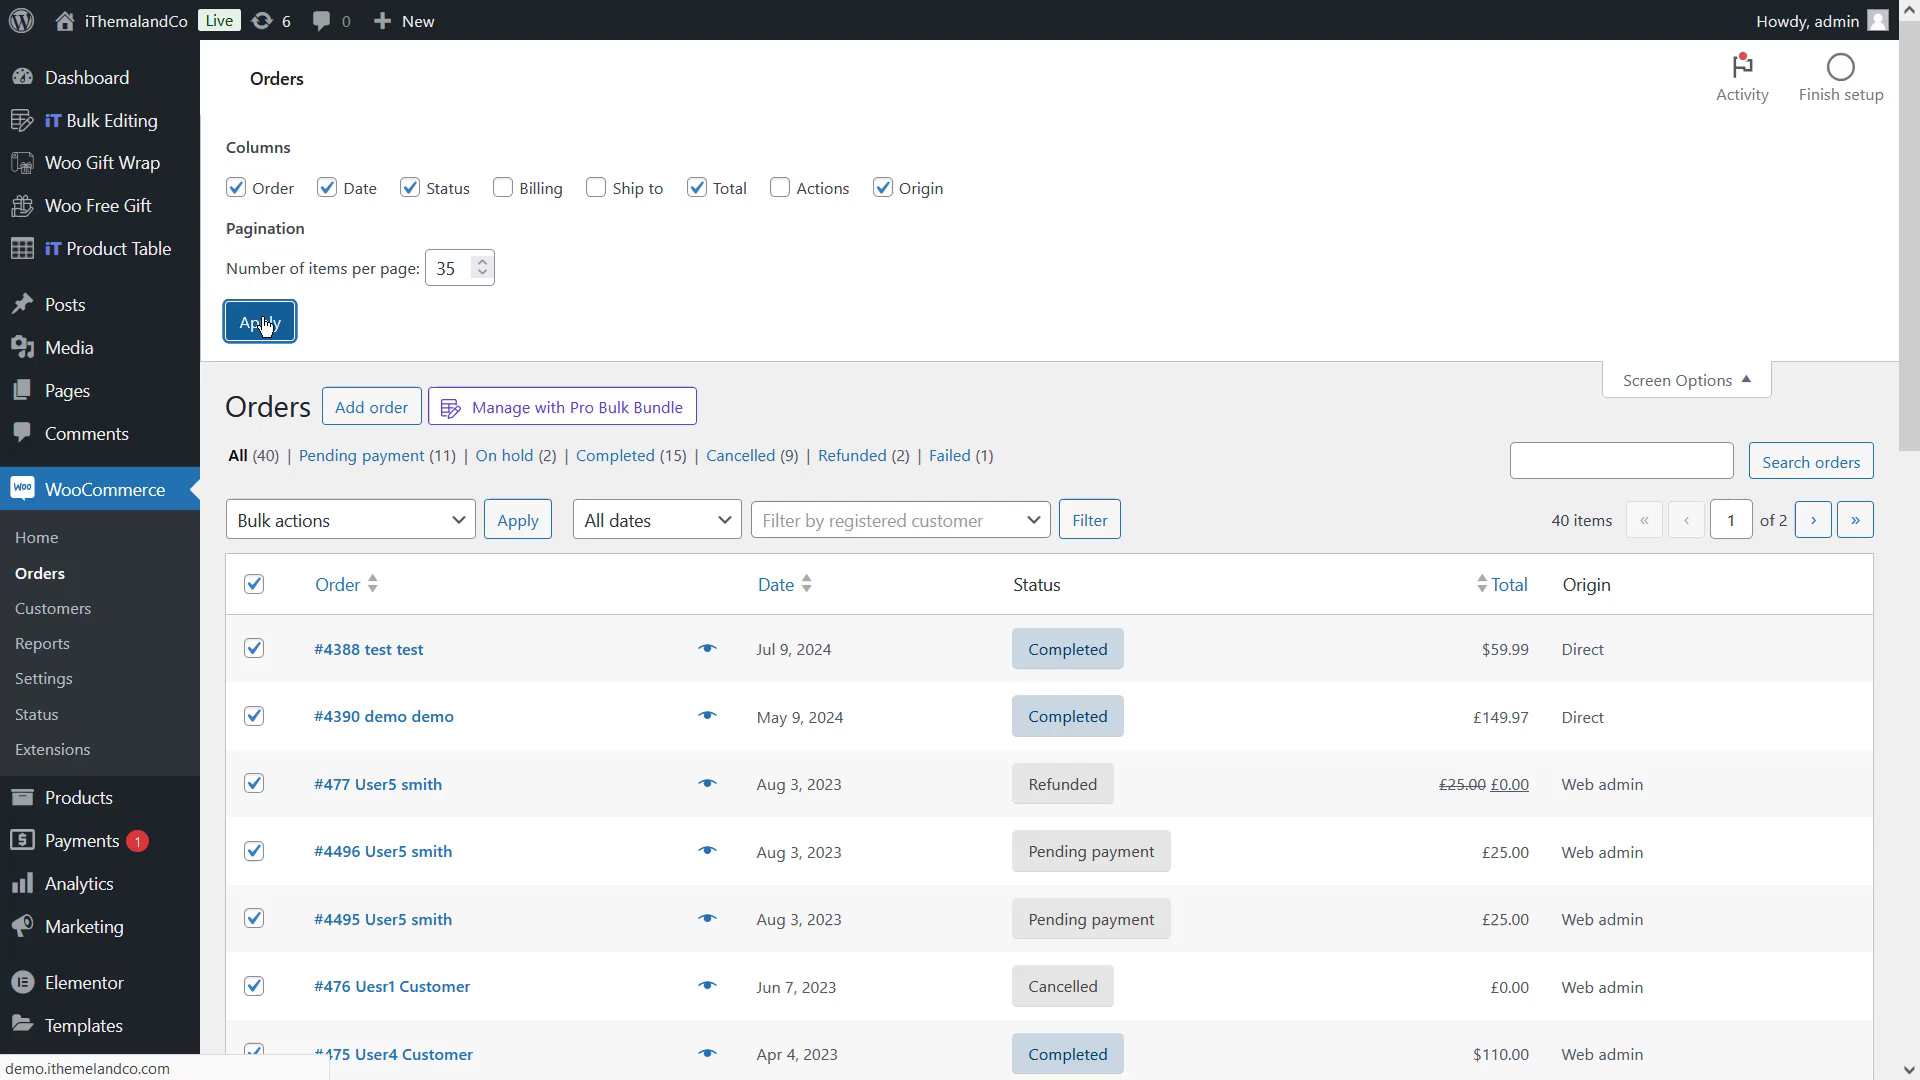 iThemalandCo Live 6 0 New Howdy, admin
Dashboard
iT Bulk Editing
Woo Gift Wrap
Woo Free Gift
iT Product Table
Posts
Media
Pages
Comments
Woo WooCommerce
Home
Orders
Customers
Reports
Settings
Status
Extensions
Products
Payments 1
Analytics
Marketing
Elementor
Templates
demo.ithemelandco.com
Orders
Activity Finish setup
Columns
Order Date Status Billing Ship to Total Actions Origin
Pagination
Number of items per page: 35
Apply
Screen Options
Orders Add order Manage with Pro Bulk Bundle
All (40) | Pending payment (11) | On hold (2) | Completed (15) | Cancelled (9) | Refunded (2) | Failed (1)
Search orders
Bulk actions Apply All dates Filter by registered customer Filter 40 items « ‹ 1 of 2 › »
Order Date Status Total Origin
#4388 test test Jul 9, 2024 Completed $59.99 Direct
#4390 demo demo May 9, 2024 Completed £149.97 Direct
#477 User5 smith Aug 3, 2023 Refunded £25.00 £0.00 Web admin
#4496 User5 smith Aug 3, 2023 Pending payment £25.00 Web admin
#4495 User5 smith Aug 3, 2023 Pending payment £25.00 Web admin
#476 Uesr1 Customer Jun 7, 2023 Cancelled £0.00 Web admin
#475 User4 Customer Apr 4, 2023 Completed $110.00 Web admin